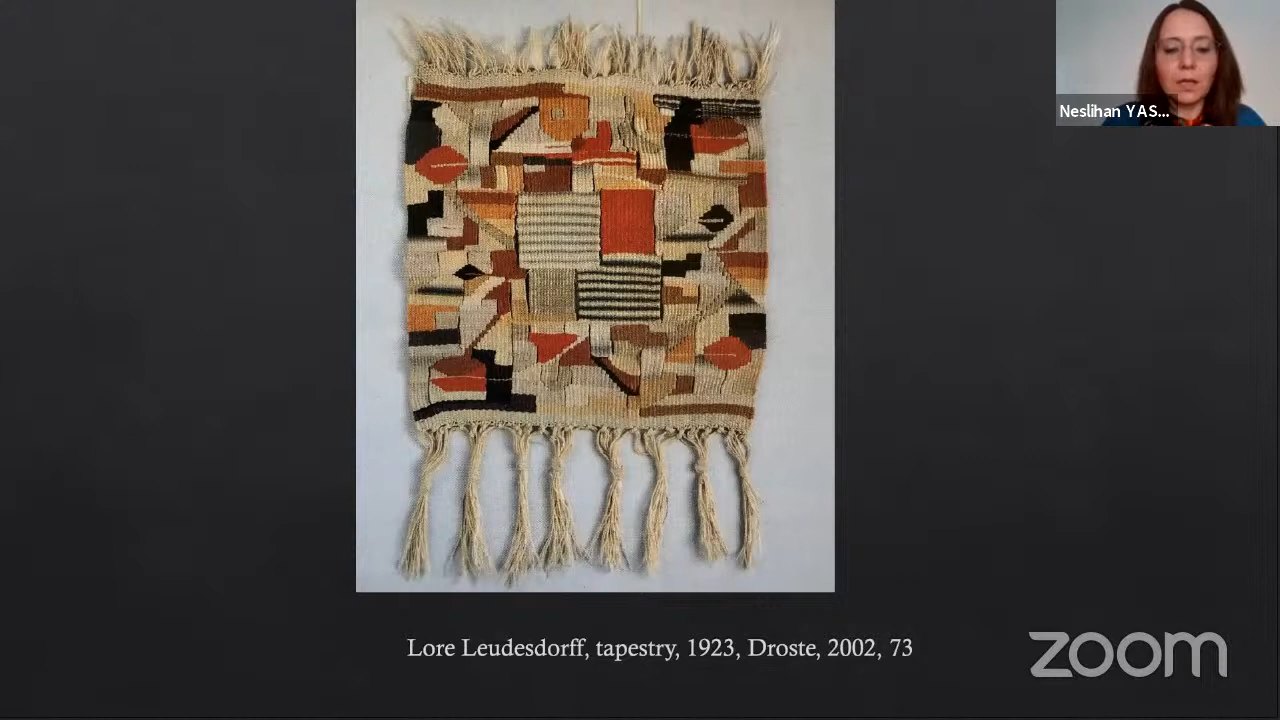 Neslihan YAS...
Lore Leudesdorff, tapestry, 1923, Droste, 2002, 73
zoom